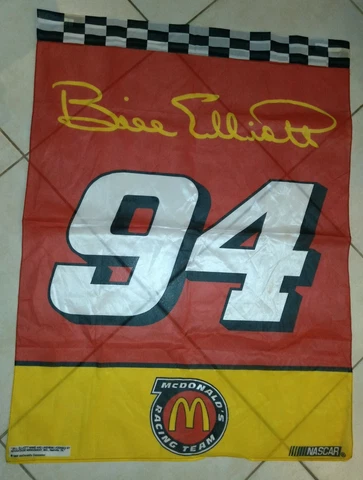 Bill Elliott
94
McDONALD'S
RACING TEAM
NASCAR